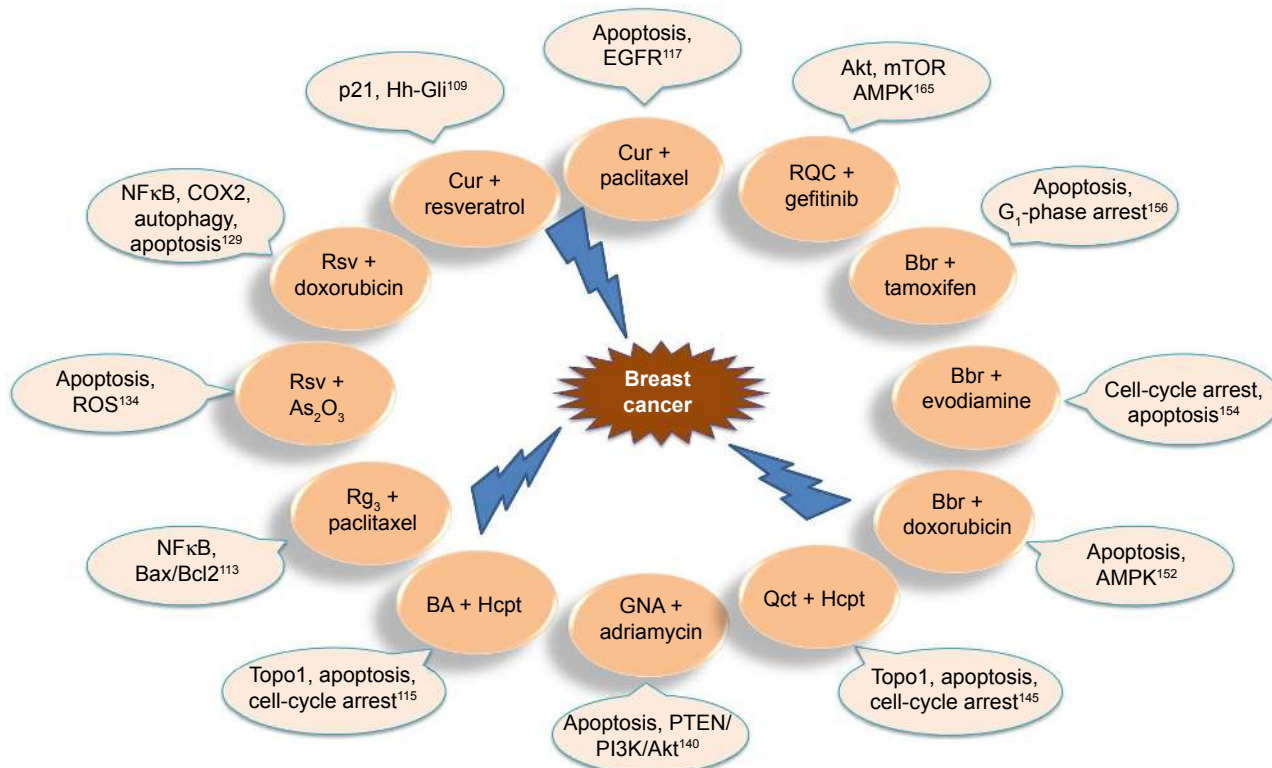 Apoptosis,
EGFR¹¹⁷
Akt, mTOR
AMPK¹⁶⁵
p21, Hh-Gli¹⁰⁹
Cur +
paclitaxel
RQC +
gefitinib
Cur +
resveratrol
NFκB, COX2,
autophagy,
apoptosis¹²⁹
Apoptosis,
G₁-phase arrest¹⁵⁶
Rsv +
doxorubicin
Bbr +
tamoxifen
Apoptosis,
ROS¹³⁴
Rsv +
As₂O₃
Breast
cancer
Bbr +
evodiamine
Cell-cycle arrest,
apoptosis¹⁵⁴
Rg₃ +
paclitaxel
Bbr +
doxorubicin
NFκB,
Bax/Bcl2¹¹³
Apoptosis,
AMPK¹⁵²
BA + Hcpt
GNA +
adriamycin
Qct + Hcpt
Topo1, apoptosis,
cell-cycle arrest¹¹⁵
Apoptosis, PTEN/
PI3K/Akt¹⁴⁰
Topo1, apoptosis,
cell-cycle arrest¹⁴⁵